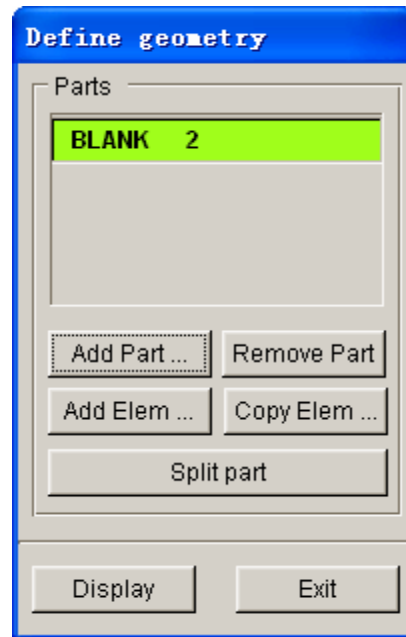 Define geometry
Parts
BLANK 2
Add Part ... Remove Part
Add Elem ... Copy Elem ...
Split part
Display Exit